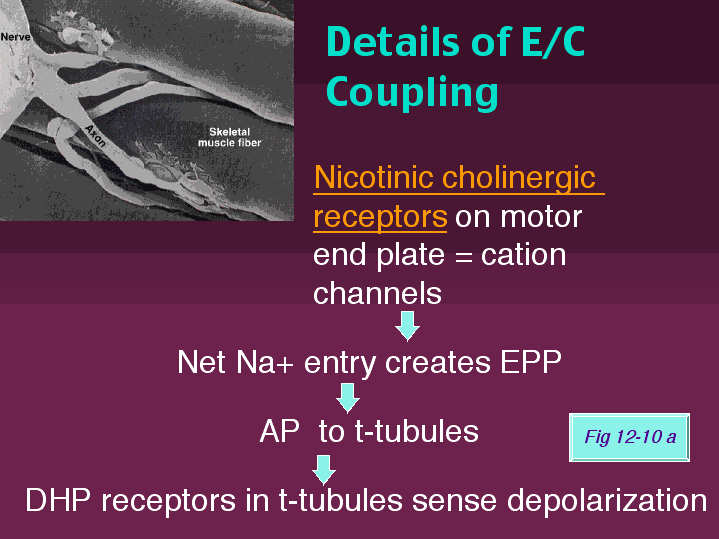 Nerve
Axon
Skeletal
muscle fiber
Details of E/C
Coupling
Nicotinic cholinergic
receptors on motor
end plate = cation
channels
Net Na+ entry creates EPP
AP to t-tubules
Fig 12-10 a
DHP receptors in t-tubules sense depolarization